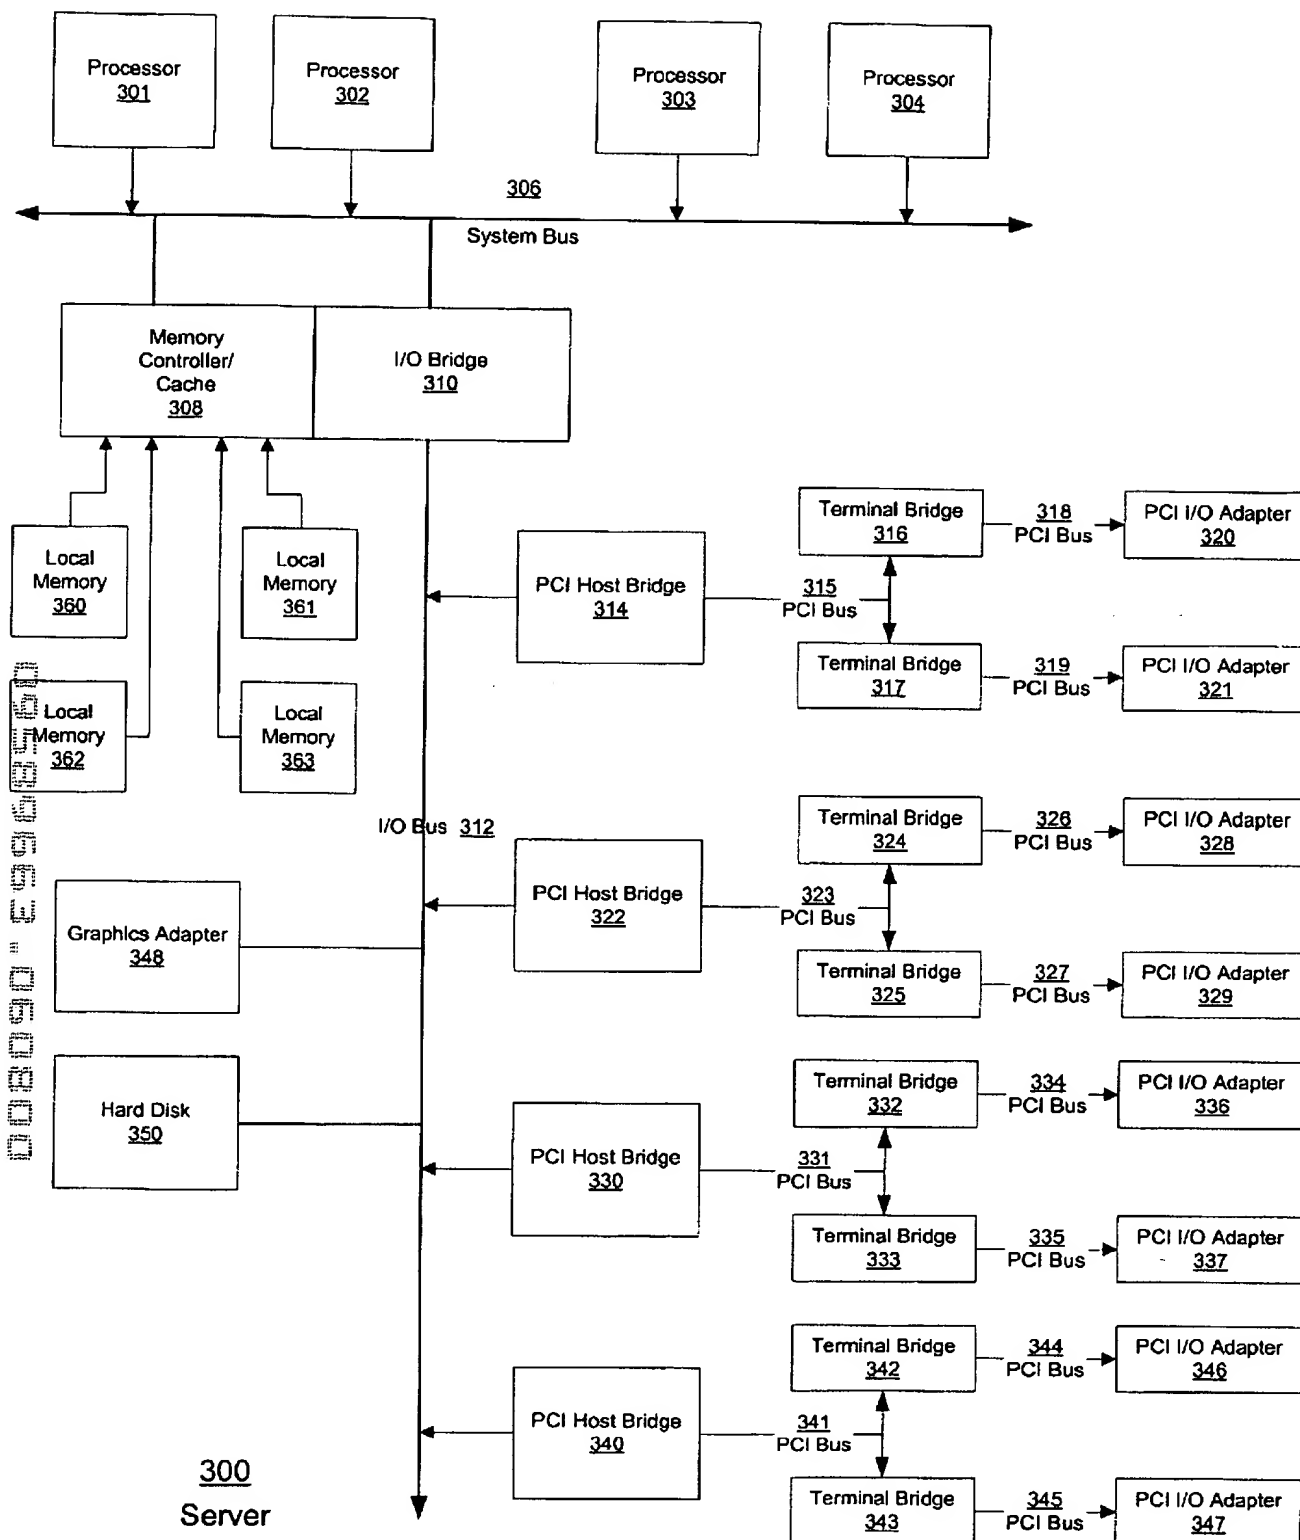 Processor
301
Processor
302
Processor
303
Processor
304
306
System Bus
Memory
Controller/
Cache
308
I/O Bridge
310
Local
Memory
360
Local
Memory
361
Local
Memory
362
Local
Memory
363
I/O Bus 312
PCI Host Bridge
314
315
PCI Bus
Terminal Bridge
316
318
PCI Bus
PCI I/O Adapter
320
Terminal Bridge
317
319
PCI Bus
PCI I/O Adapter
321
PCI Host Bridge
322
323
PCI Bus
Terminal Bridge
324
326
PCI Bus
PCI I/O Adapter
328
Terminal Bridge
325
327
PCI Bus
PCI I/O Adapter
329
Graphics Adapter
348
Hard Disk
350
PCI Host Bridge
330
331
PCI Bus
Terminal Bridge
332
334
PCI Bus
PCI I/O Adapter
336
Terminal Bridge
333
335
PCI Bus
PCI I/O Adapter
337
PCI Host Bridge
340
341
PCI Bus
Terminal Bridge
342
344
PCI Bus
PCI I/O Adapter
346
Terminal Bridge
343
345
PCI Bus
PCI I/O Adapter
347
300
Server